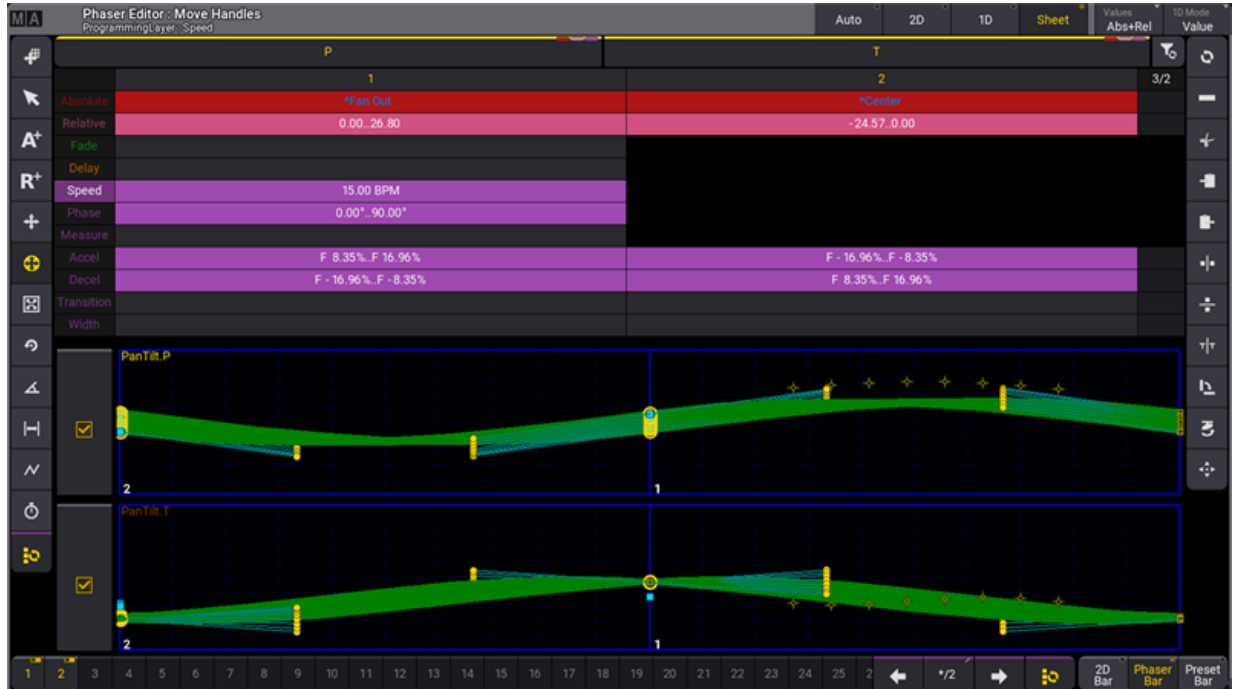 MA Phaser Editor : Move Handles
ProgrammingLayer: Speed
Auto 2D 1D Sheet
Values Abs+Rel
1D Mode Value
P T
1 2 3/2
Absolute *Fan Out *Center
Relative 0.00..26.80 -24.57..0.00
Fade
Delay
Speed 15.00 BPM
Phase 0.00°..90.00°
Measure
Accel F 8.35%..F 16.96% F -16.96%..F -8.35%
Decel F -16.96%..F -8.35% F 8.35%..F 16.96%
Transition
Width
A+
R+
T|T
PanTilt.P
2 1
PanTilt.T
2 1
1 2 3 4 5 6 7 8 9 10 11 12 13 14 15 16 17 18 19 20 21 22 23 24 25 2 */2 2D Bar Phaser Bar Preset Bar